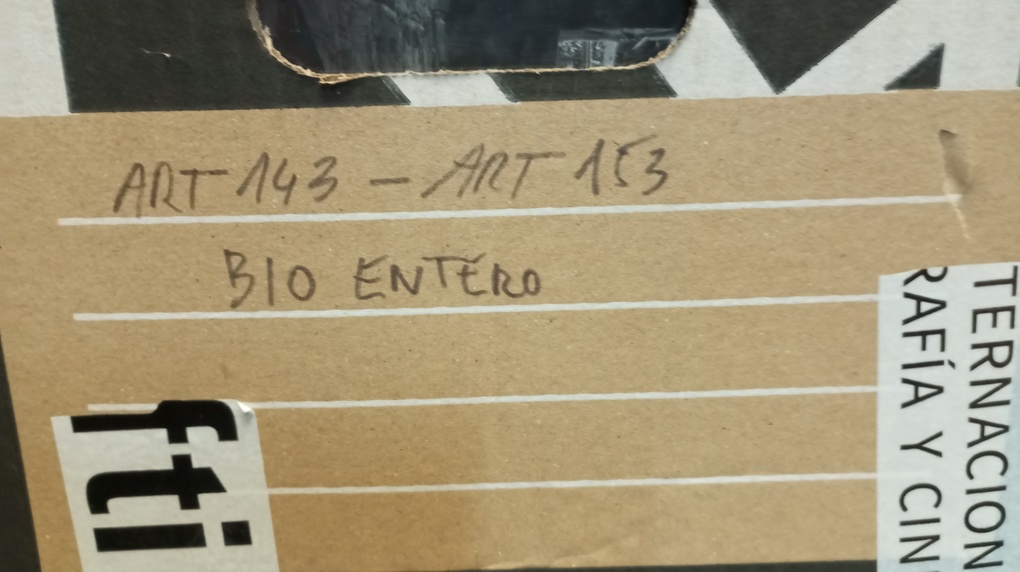 ART 143 - ART 153
BIO ENTERO
fti
TERNACION
RAFÍA Y CIN